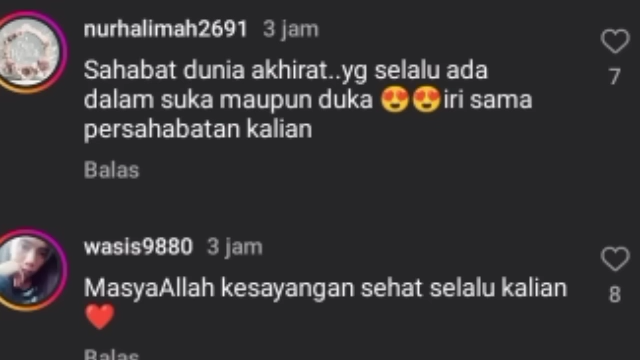 nurhalimah2691 3 jam
Sahabat dunia akhirat..yg selalu ada
dalam suka maupun duka 😍😍iri sama
persahabatan kalian
7
Balas
wasis9880 3 jam
MasyaAllah kesayangan sehat selalu kalian
❤️
8
Balas